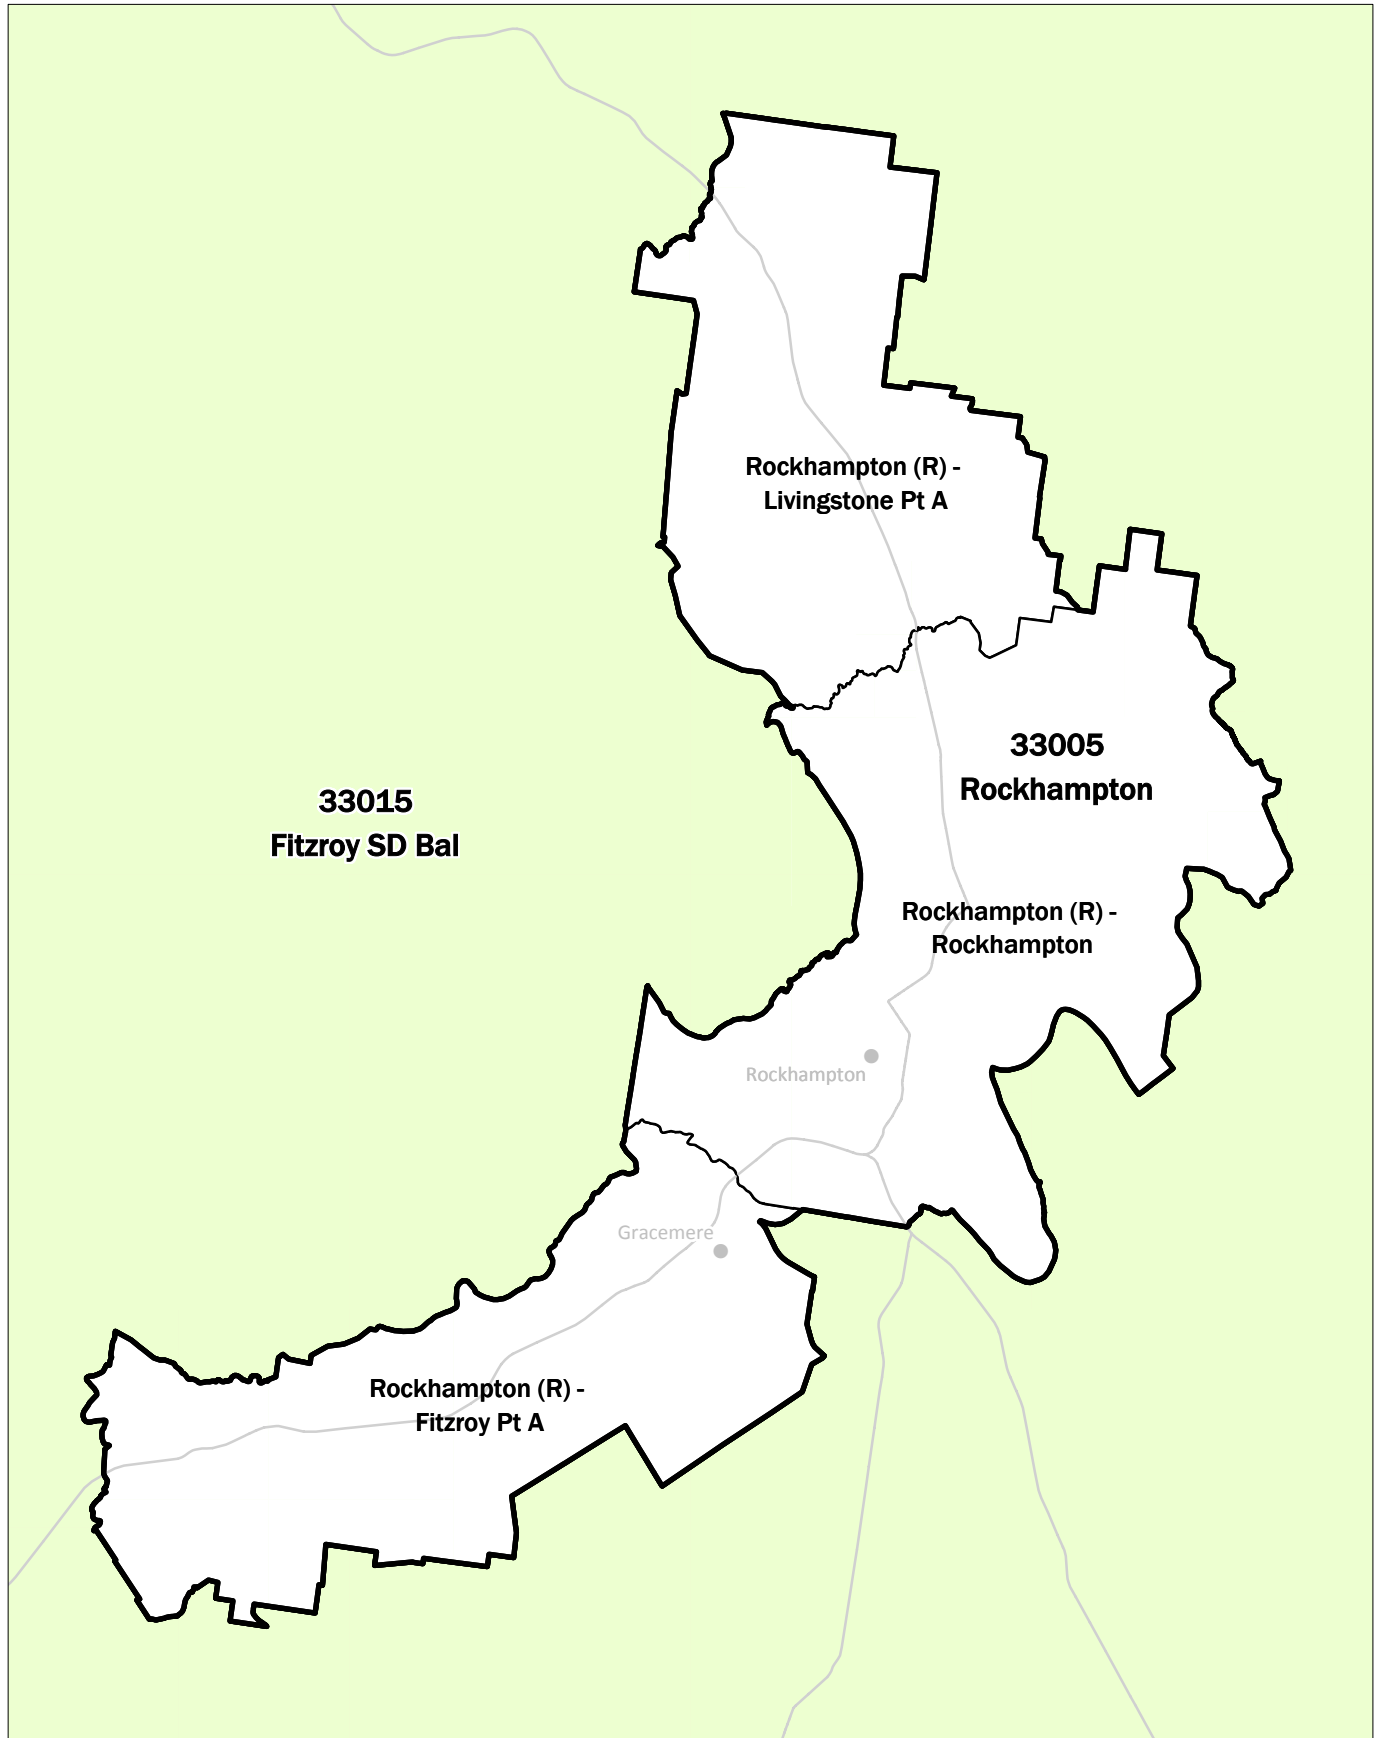 Rockhampton (R) -
Livingstone Pt A
33005
Rockhampton
33015
Fitzroy SD Bal
Rockhampton (R) -
Rockhampton
Rockhampton
Gracemere
Rockhampton (R) -
Fitzroy Pt A